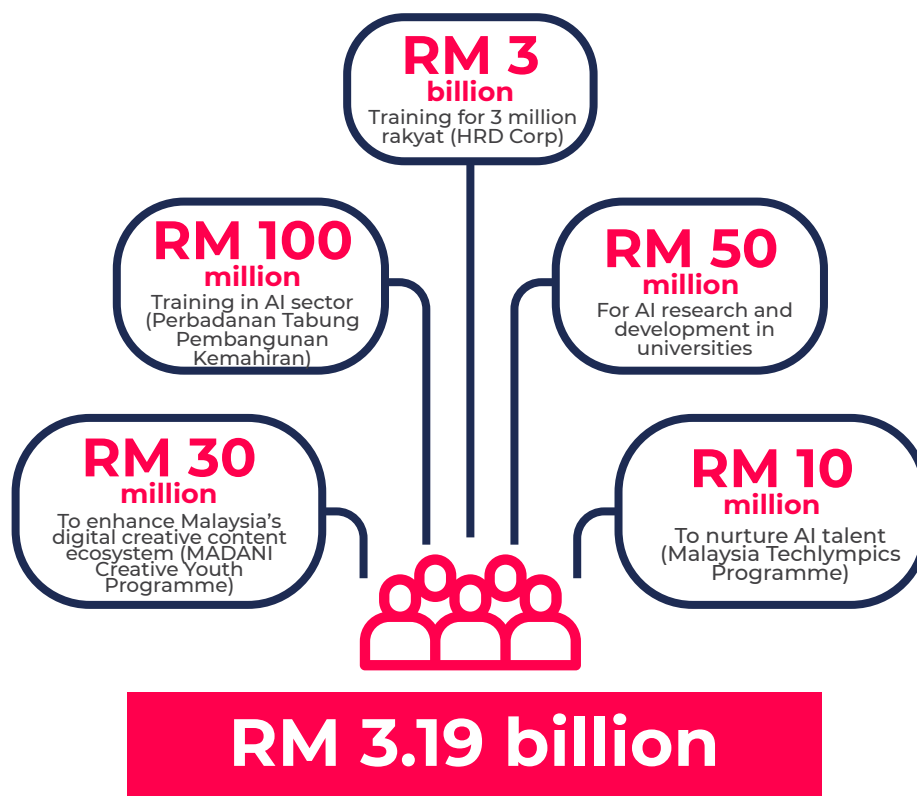 RM 3
billion
Training for 3 million
rakyat (HRD Corp)
RM 100
million
Training in AI sector
(Perbadanan Tabung
Pembangunan
Kemahiran)
RM 50
million
For AI research and
development in
universities
RM 30
million
To enhance Malaysia’s
digital creative content
ecosystem (MADANI
Creative Youth
Programme)
RM 10
million
To nurture AI talent
(Malaysia Techlympics
Programme)
RM 3.19 billion